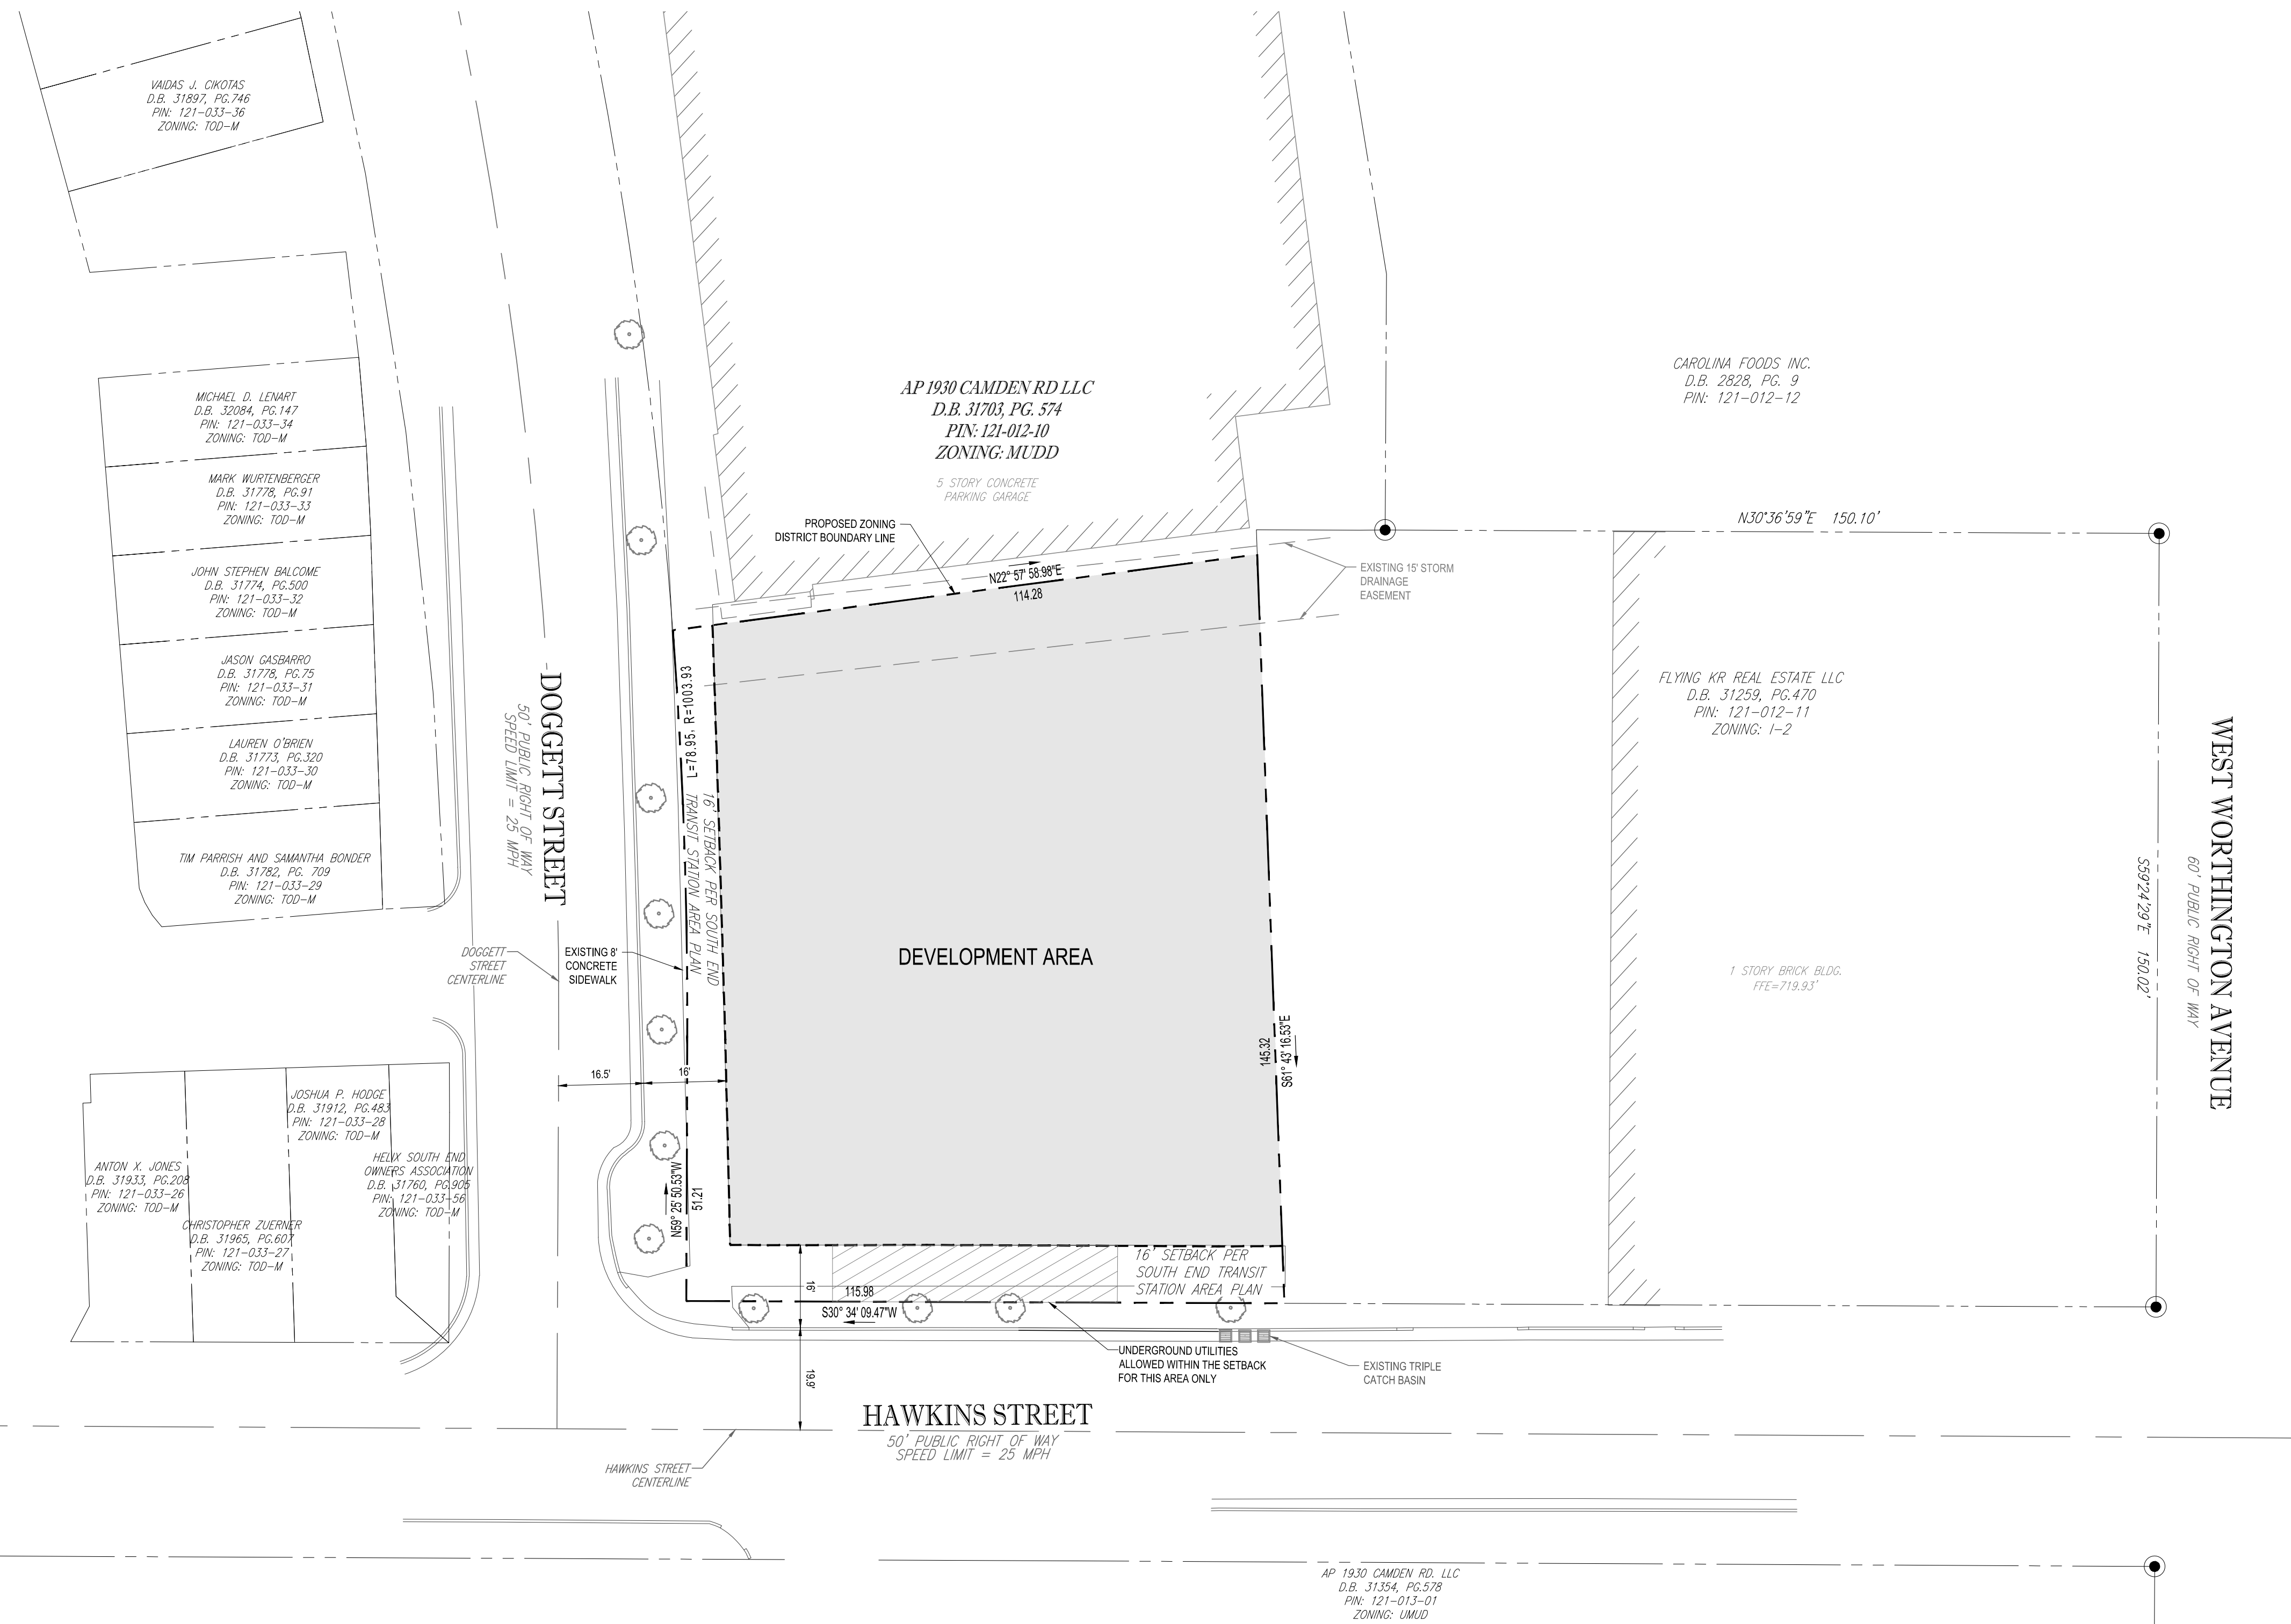 VAIDAS J. CIKOTAS
D.B. 31897, PG.746
PIN: 121-033-36
ZONING: TOD-M
MICHAEL D. LENART
D.B. 32084, PG.147
PIN: 121-033-34
ZONING: TOD-M
MARK WURTENBERGER
D.B. 31778, PG.91
PIN: 121-033-33
ZONING: TOD-M
JOHN STEPHEN BALCOME
D.B. 31774, PG.500
PIN: 121-033-32
ZONING: TOD-M
JASON GASBARRO
D.B. 31778, PG.75
PIN: 121-033-31
ZONING: TOD-M
LAUREN O'BRIEN
D.B. 31773, PG.320
PIN: 121-033-30
ZONING: TOD-M
TIM PARRISH AND SAMANTHA BONDER
D.B. 31782, PG. 709
PIN: 121-033-29
ZONING: TOD-M
DOGGETT
STREET
CENTERLINE
JOSHUA P. HODGE
D.B. 31912, PG.483
PIN: 121-033-28
ZONING: TOD-M
HELIX SOUTH END
OWNERS ASSOCIATION
D.B. 31760, PG.905
PIN: 121-033-56
ZONING: TOD-M
ANTON X. JONES
D.B. 31933, PG.208
PIN: 121-033-26
ZONING: TOD-M
CHRISTOPHER ZUERNER
D.B. 31965, PG.607
PIN: 121-033-27
ZONING: TOD-M
DOGGETT STREET
50' PUBLIC RIGHT OF WAY
SPEED LIMIT = 25 MPH
EXISTING 8'
CONCRETE
SIDEWALK
16.5'
16'
L=78.95, R=1003.93
16' SETBACK PER SOUTH END
TRANSIT STATION AREA PLAN
N59° 25' 50.53"W
51.21
AP 1930 CAMDEN RD LLC
D.B. 31703, PG. 574
PIN: 121-012-10
ZONING: MUDD
5 STORY CONCRETE
PARKING GARAGE
PROPOSED ZONING
DISTRICT BOUNDARY LINE
N22° 57' 58.98"E
114.28
EXISTING 15' STORM
DRAINAGE
EASEMENT
DEVELOPMENT AREA
145.32
S61° 43' 16.53"E
CAROLINA FOODS INC.
D.B. 2828, PG. 9
PIN: 121-012-12
N30°36'59"E 150.10'
FLYING KR REAL ESTATE LLC
D.B. 31259, PG.470
PIN: 121-012-11
ZONING: I-2
1 STORY BRICK BLDG.
FFE=719.93'
S59°24'29"E 150.02'
WEST WORTHINGTON AVENUE
60' PUBLIC RIGHT OF WAY
16' SETBACK PER
SOUTH END TRANSIT
STATION AREA PLAN
16'
115.98
S30° 34' 09.47"W
19.9'
UNDERGROUND UTILITIES
ALLOWED WITHIN THE SETBACK
FOR THIS AREA ONLY
EXISTING TRIPLE
CATCH BASIN
HAWKINS STREET
50' PUBLIC RIGHT OF WAY
SPEED LIMIT = 25 MPH
HAWKINS STREET
CENTERLINE
AP 1930 CAMDEN RD. LLC
D.B. 31354, PG.578
PIN: 121-013-01
ZONING: UMUD